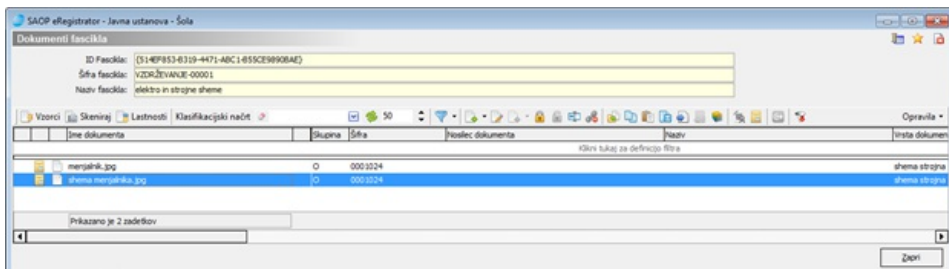 SAOP eRegistrator - Javna ustanova - Šola
Dokumenti fascikla
ID Fascikla: {514EF853-B319-4471-ABC1-B55CE9890BAE}
Šifra fascikla: VZDRŽEVANJE-00001
Naziv fascikla: elektro in strojne sheme
Vzorci Skeniraj Lastnosti Klasifikacijski načrt 50 Opravila
Ime dokumenta Skupina Šifra Nosilec dokumenta Naziv Vrsta dokumen
Klikni tukaj za definicijo filtra
menjalnik.jpg O 0001024 shema strojna
shema menjalnika.jpg O 0001024 shema strojna
Prikazano je 2 zadetkov
Zapri